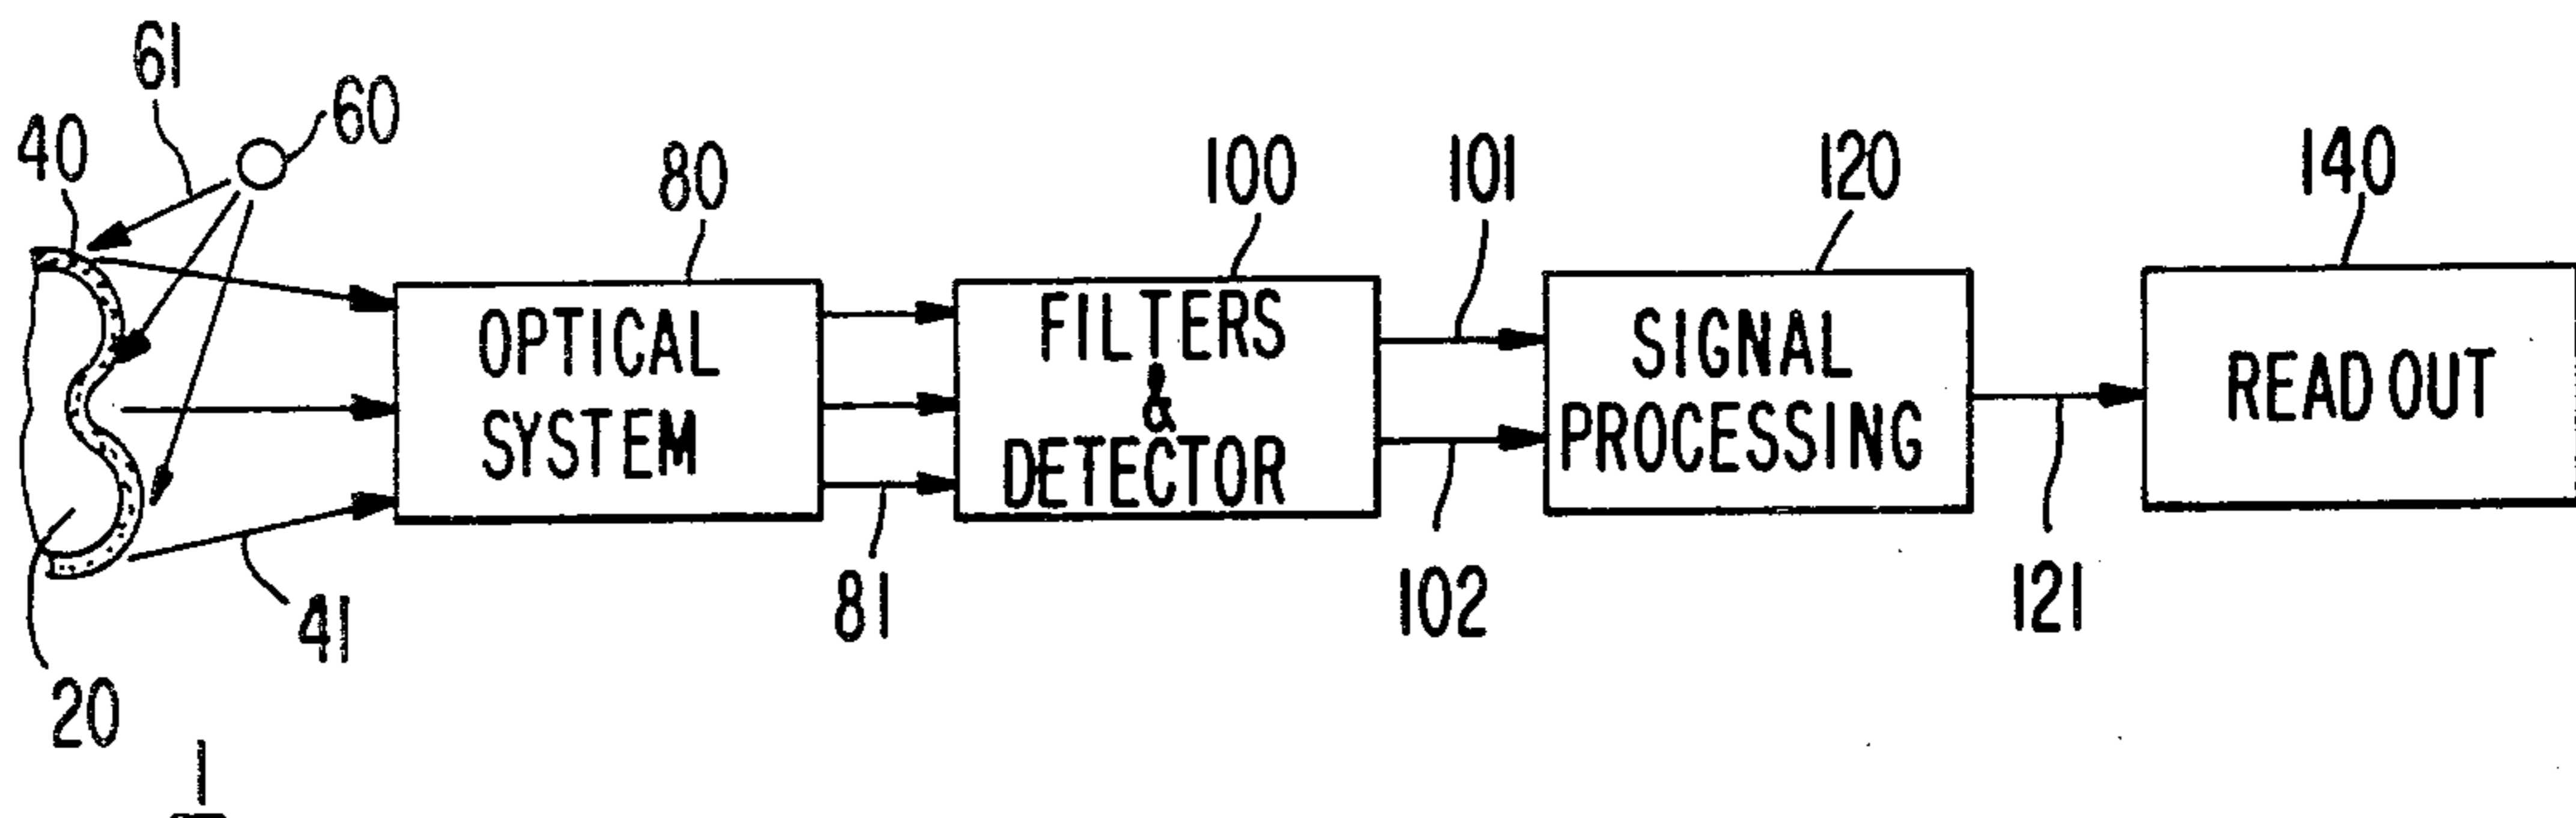 61
60
40
80
100
101
120
140
OPTICAL
SYSTEM
FILTERS
&
DETECTOR
SIGNAL
PROCESSING
READ OUT
41
81
102
121
20
1